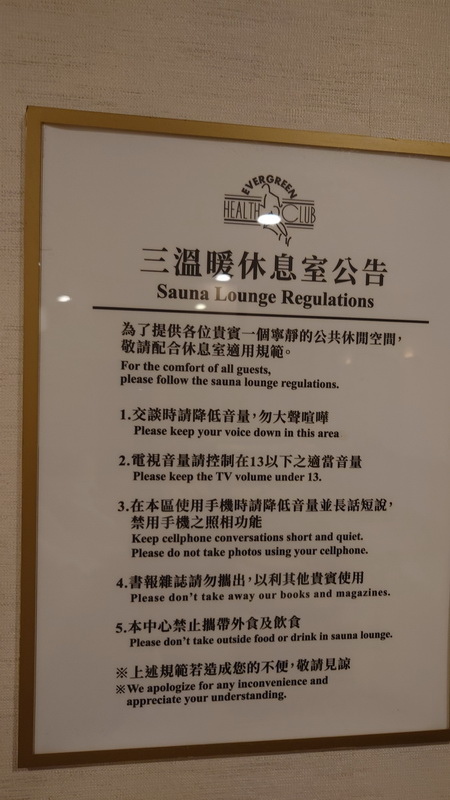 EVERGREEN
HEALTH CLUB
三溫暖休息室公告
Sauna Lounge Regulations
為了提供各位貴賓一個寧靜的公共休閒空間，
敬請配合休息室適用規範。
For the comfort of all guests,
please follow the sauna lounge regulations.
1.交談時請降低音量，勿大聲喧嘩
Please keep your voice down in this area
2.電視音量請控制在13以下之適當音量
Please keep the TV volume under 13.
3.在本區使用手機時請降低音量並長話短說，
禁用手機之照相功能
Keep cellphone conversations short and quiet.
Please do not take photos using your cellphone.
4.書報雜誌請勿攜出，以利其他貴賓使用
Please don't take away our books and magazines.
5.本中心禁止攜帶外食及飲食
Please don't take outside food or drink in sauna lounge.
※上述規範若造成您的不便，敬請見諒
※We apologize for any inconvenience and
appreciate your understanding.